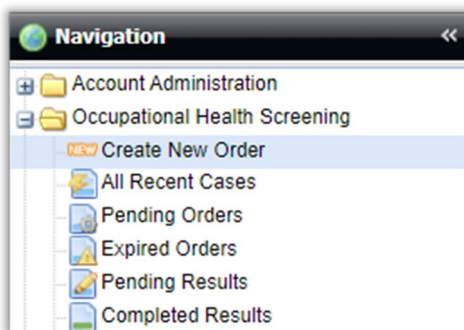 Navigation «
Account Administration
Occupational Health Screening
NEW Create New Order
All Recent Cases
Pending Orders
Expired Orders
Pending Results
Completed Results